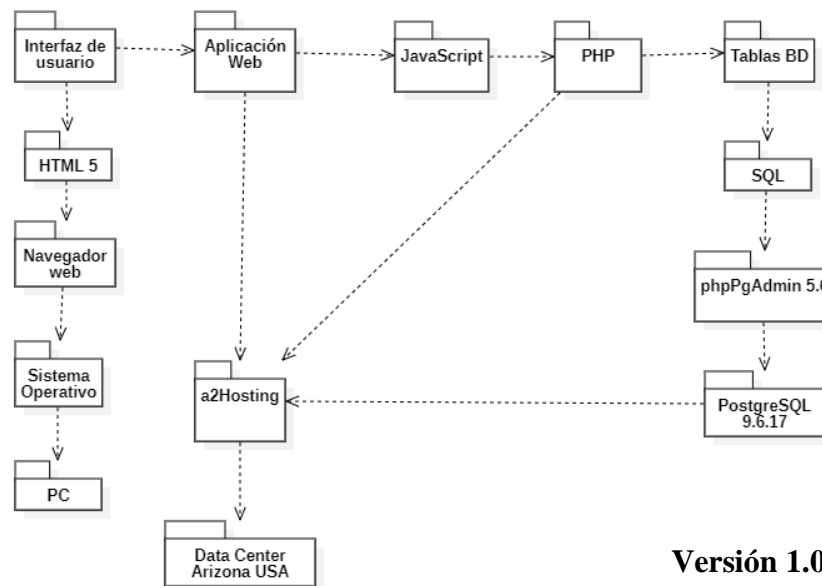 Interfaz de
usuario
Aplicación
Web
JavaScript
PHP
Tablas BD
HTML 5
SQL
Navegador
web
phpPgAdmin 5.
Sistema
Operativo
a2Hosting
PostgreSQL
9.6.17
PC
Data Center
Arizona USA
Versión 1.0